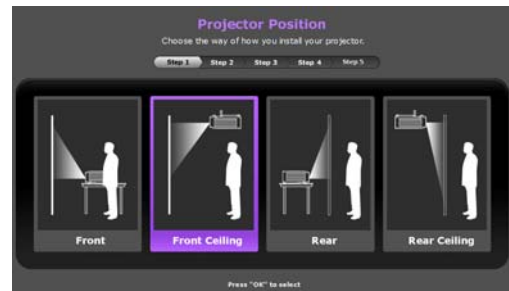 Projector Position
Choose the way of how you install your projector.
Step 1 Step 2 Step 3 Step 4 Step 5
Front Front Ceiling Rear Rear Ceiling
Press "OK" to select